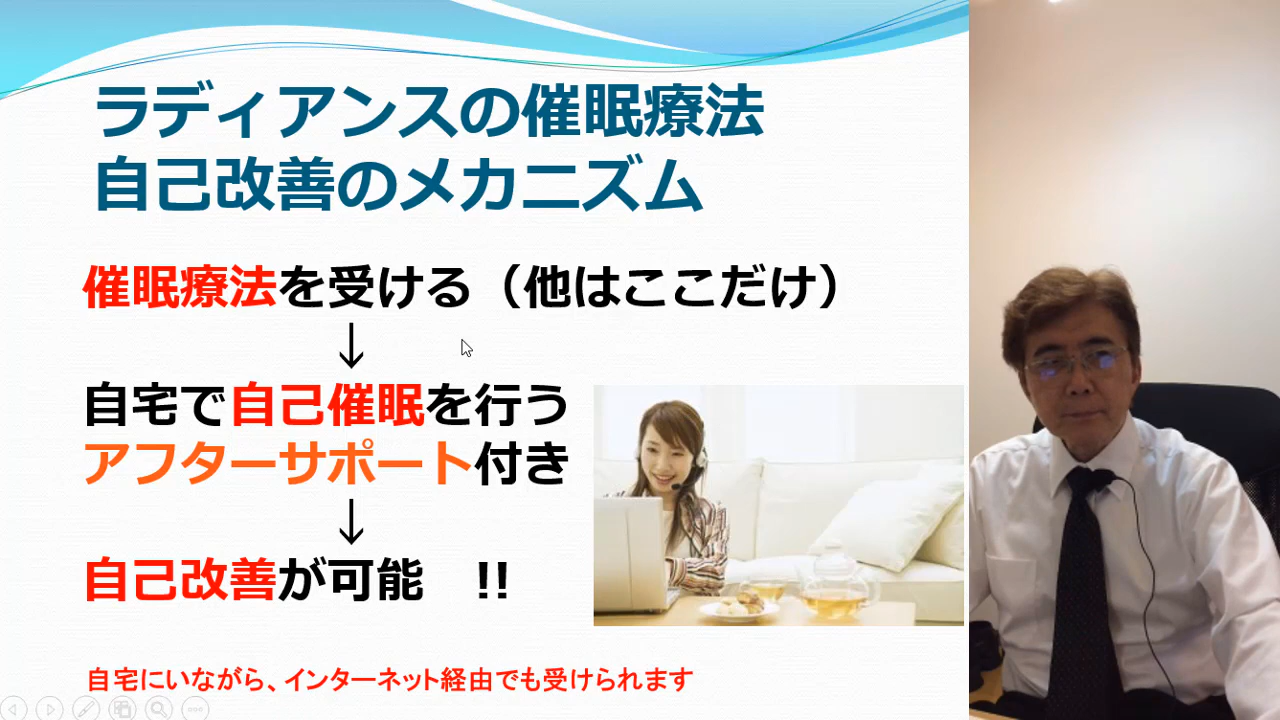 ラディアンスの催眠療法
自己改善のメカニズム
催眠療法を受ける（他はここだけ）
↓
自宅で自己催眠を行う
アフターサポート付き
↓
自己改善が可能　!!
自宅にいながら、インターネット経由でも受けられます